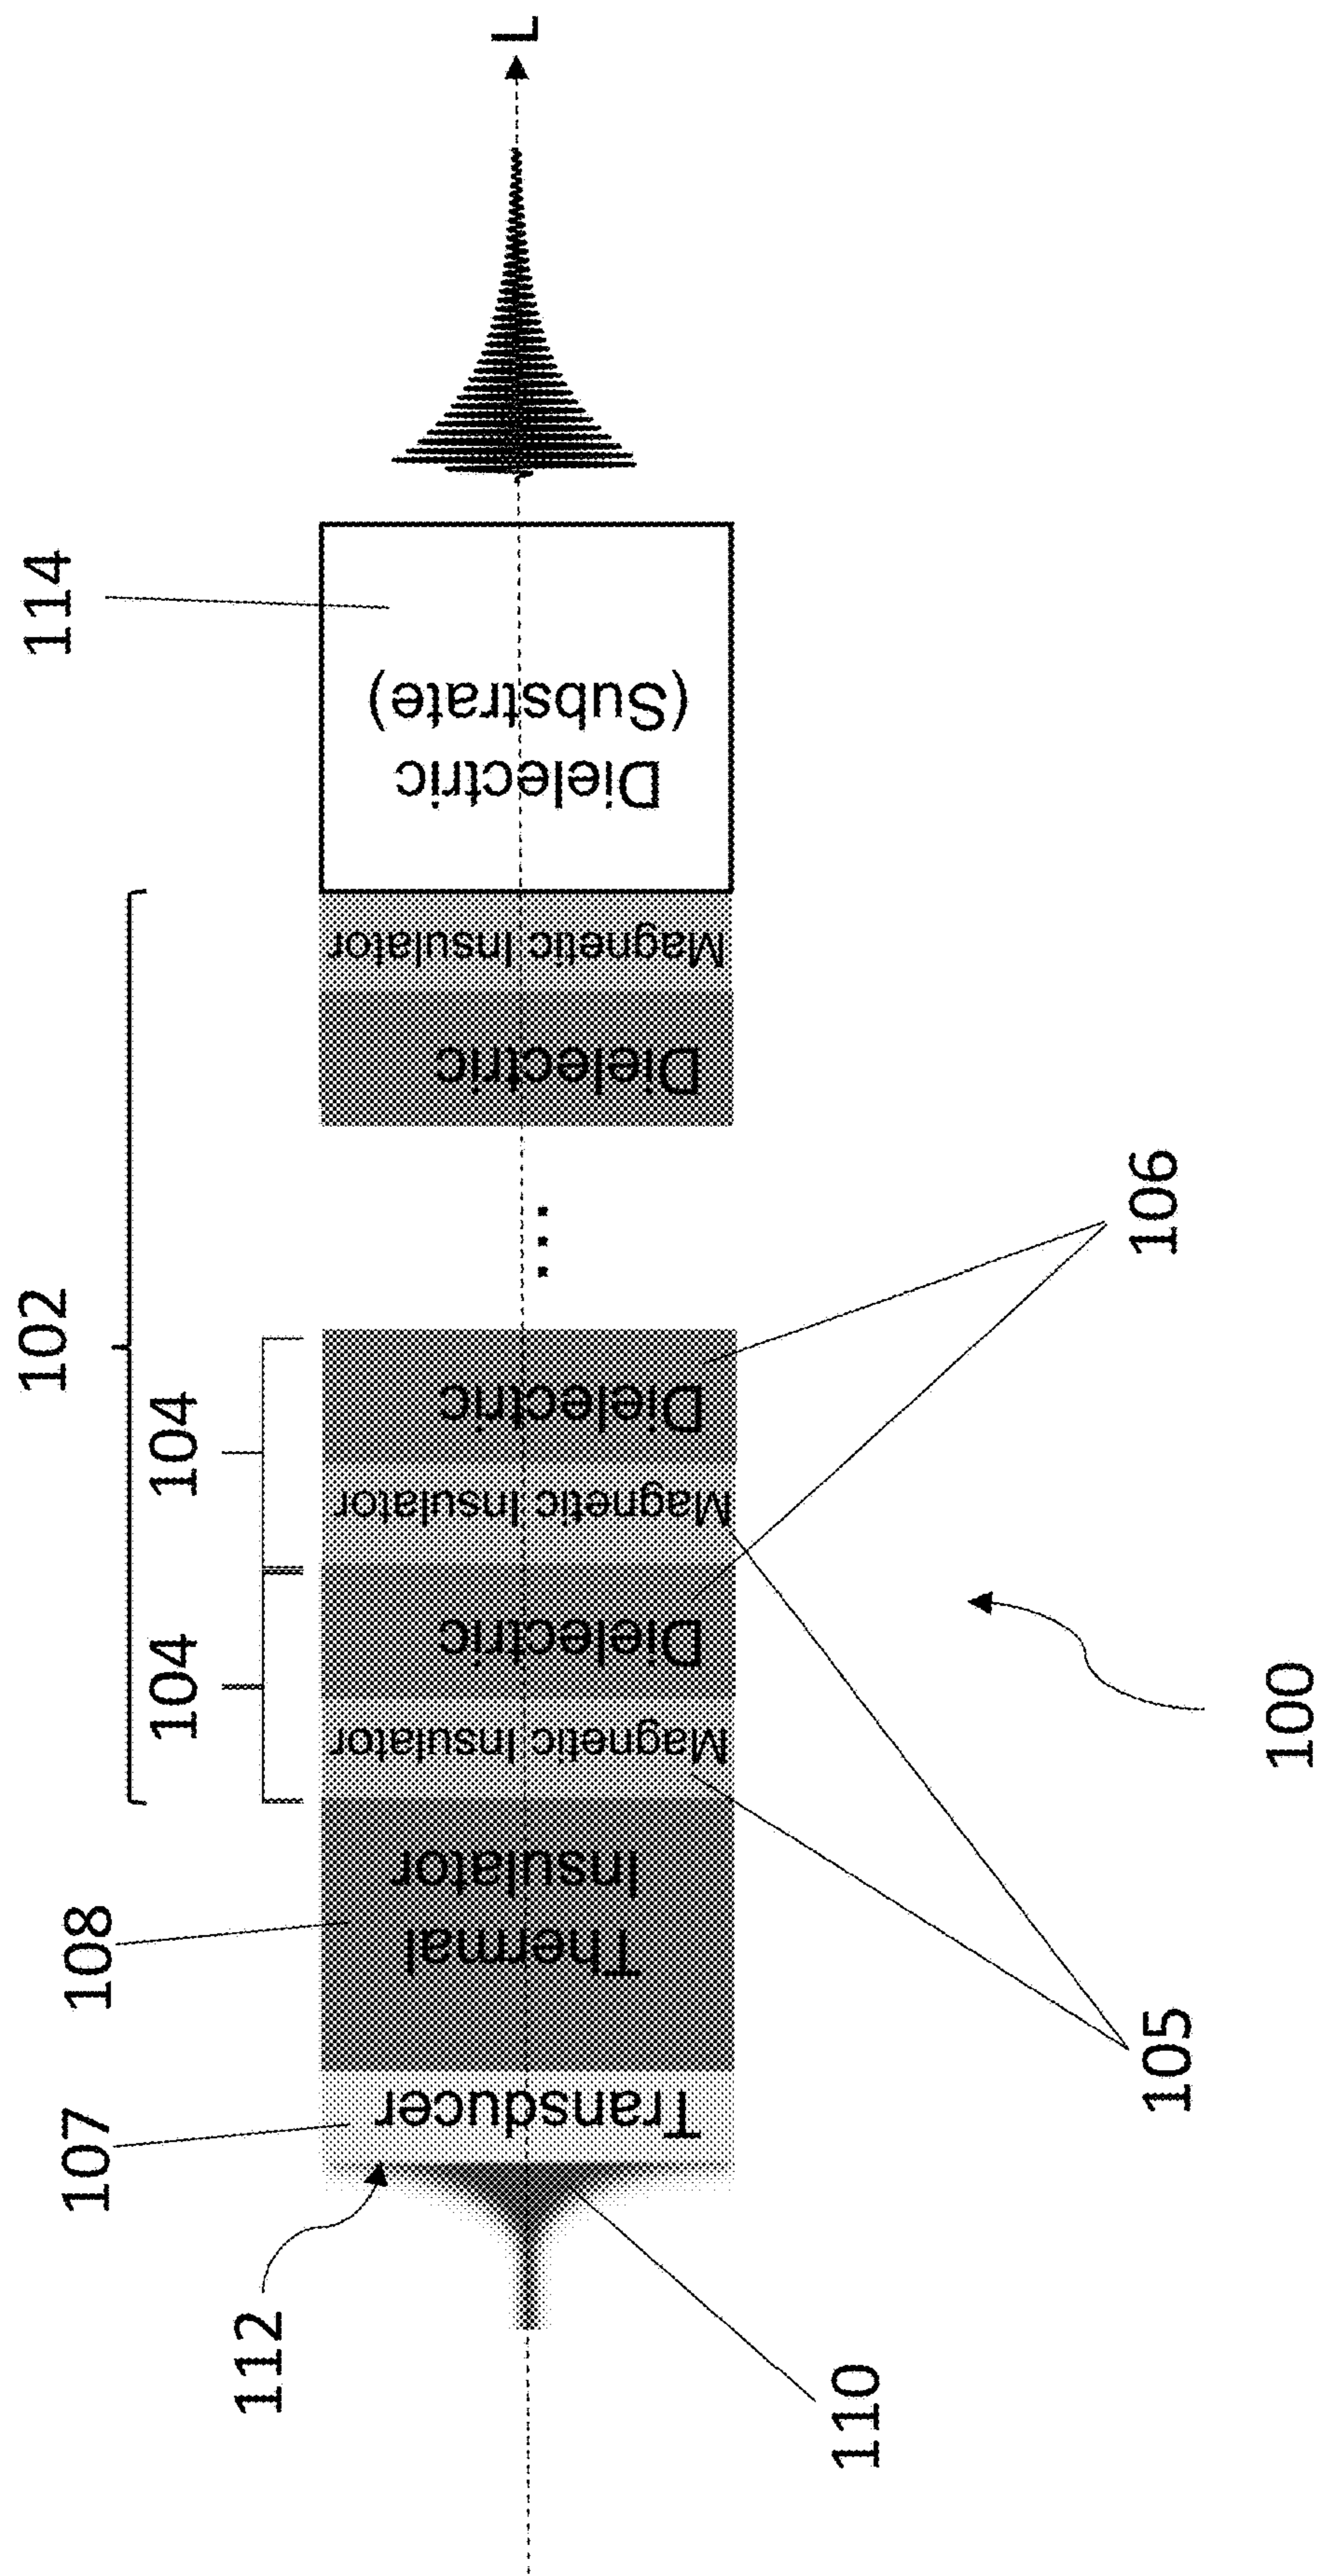 L
114
Dielectric
(Substrate)
102
104
104
Magnetic Insulator
Dielectric
Dielectric
Magnetic Insulator
Dielectric
Magnetic Insulator
Thermal
Insulator
Transducer
106
108
107
105
100
112
110